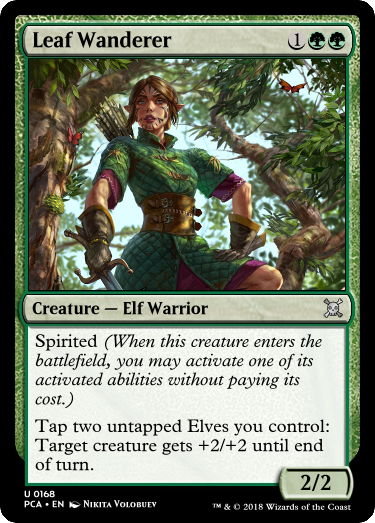 Leaf Wanderer 1
Creature — Elf Warrior
Spirited (When this creature enters the
battlefield, you may activate one of its
activated abilities without paying its
cost.)
Tap two untapped Elves you control:
Target creature gets +2/+2 until end
of turn.
2/2
U 0168
PCA • EN Nikita Volobuev
™ & © 2018 Wizards of the Coast